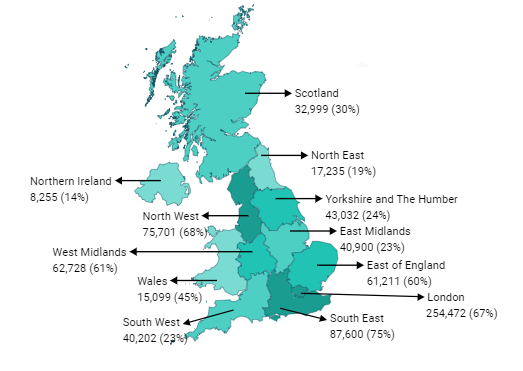 Scotland
32,999 (30%)
North East
17,235 (19%)
Northern Ireland
8,255 (14%)
Yorkshire and The Humber
43,032 (24%)
North West
75,701 (68%)
East Midlands
40,900 (23%)
West Midlands
62,728 (61%)
East of England
61,211 (60%)
Wales
15,099 (45%)
London
254,472 (67%)
South West
40,202 (23%)
South East
87,600 (75%)